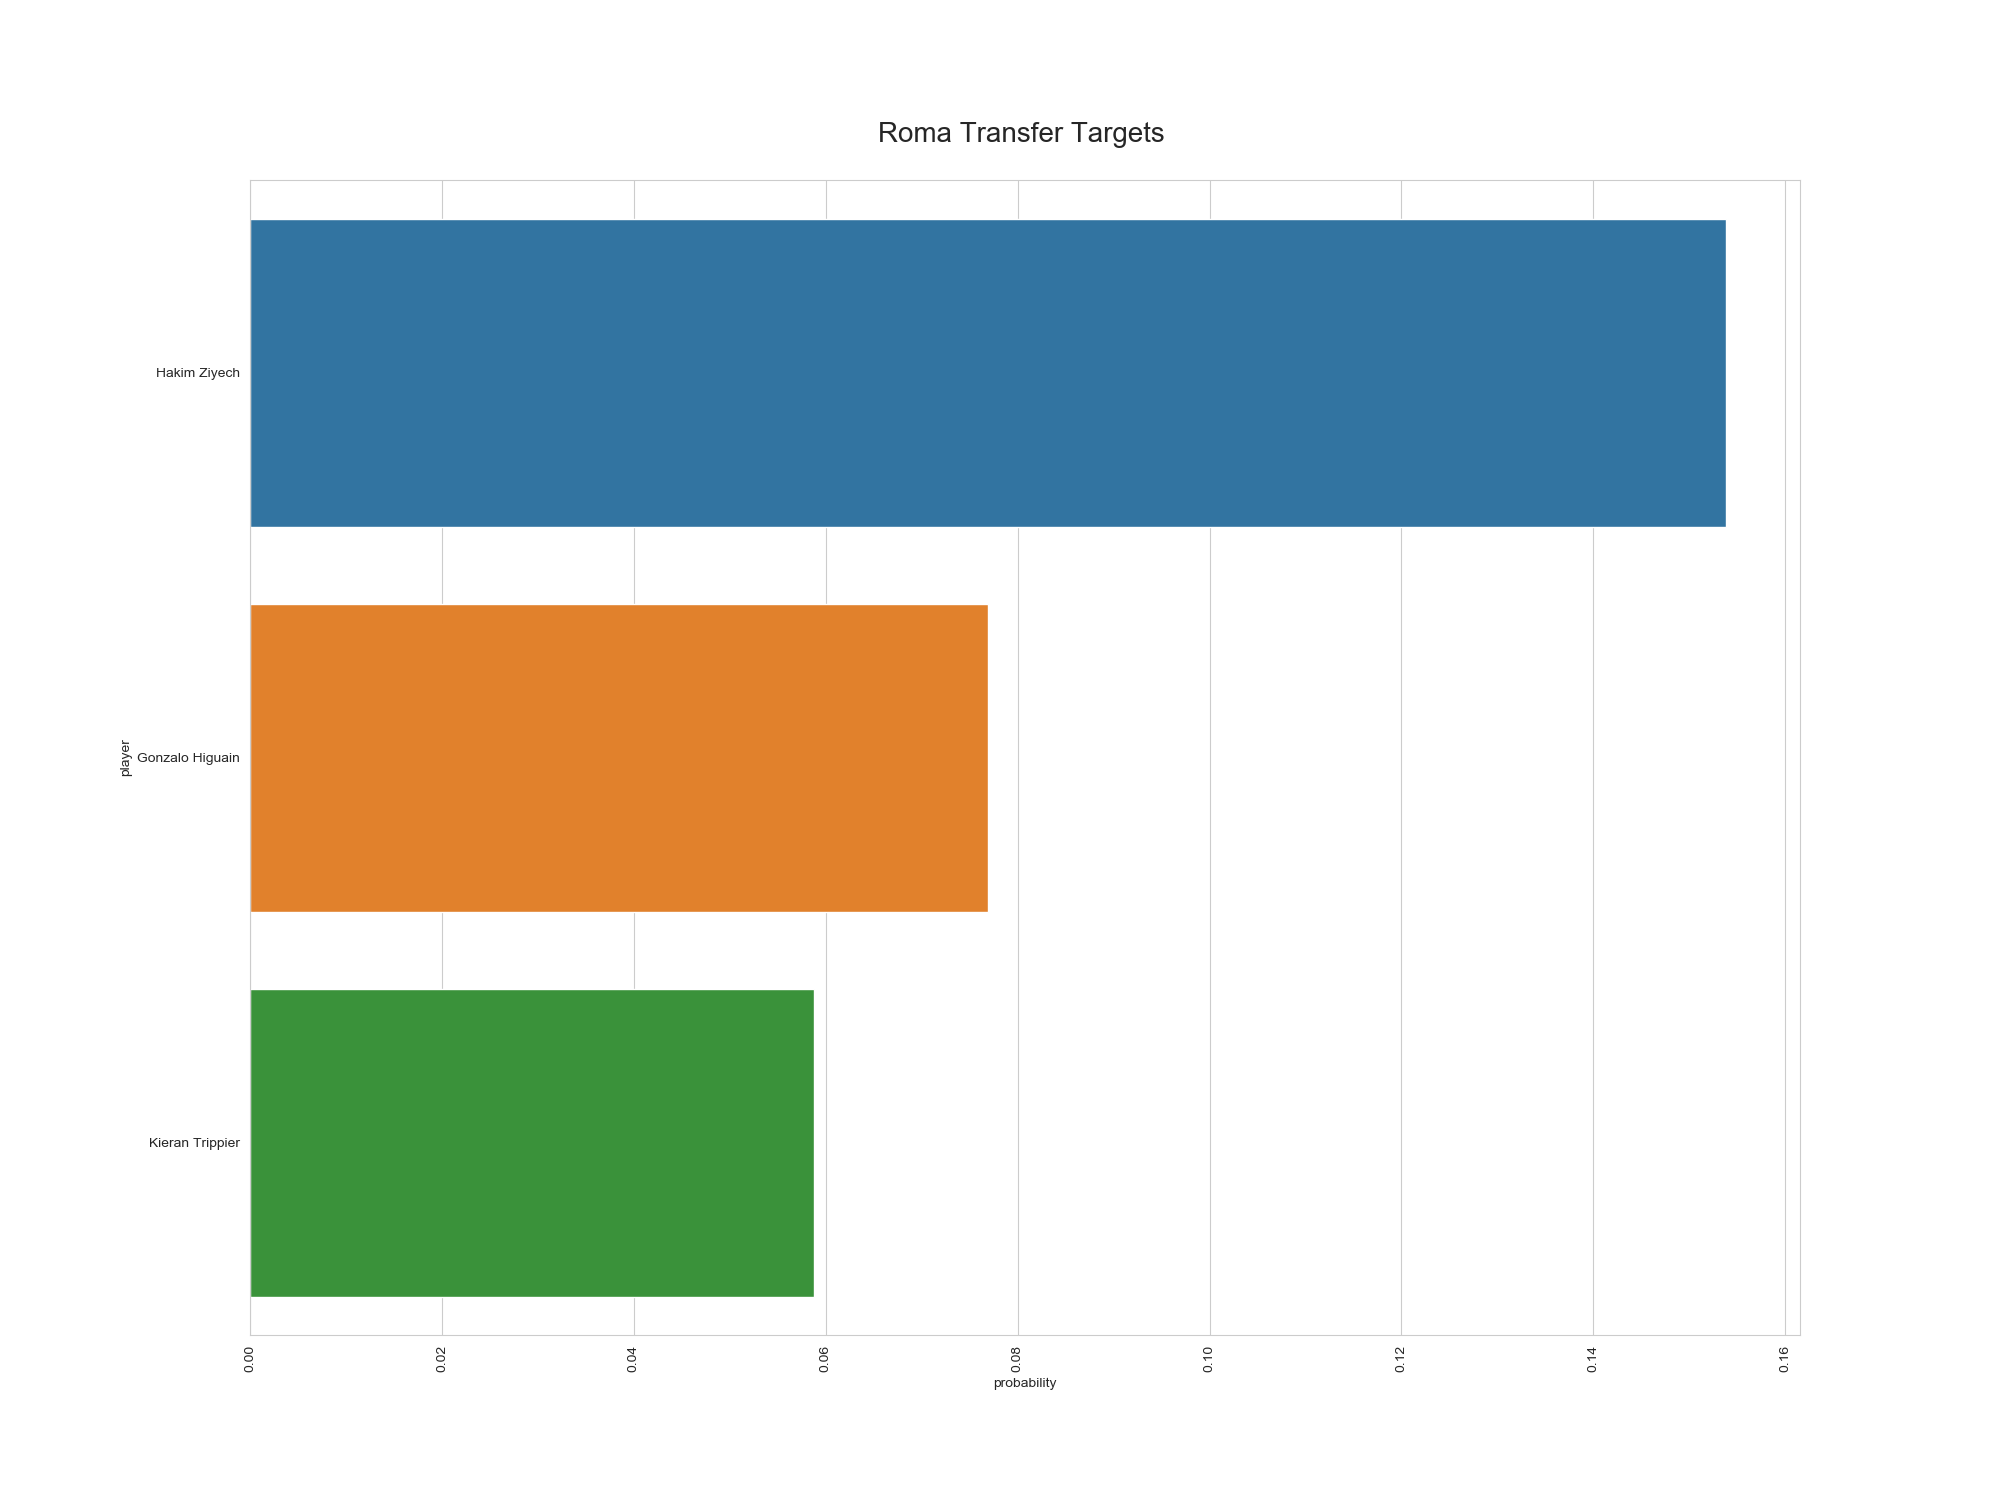 Roma Transfer Targets
Hakim Ziyech
Gonzalo Higuain
Kieran Trippier
player
0.00
0.02
0.04
0.06
0.08
0.10
0.12
0.14
0.16
probability